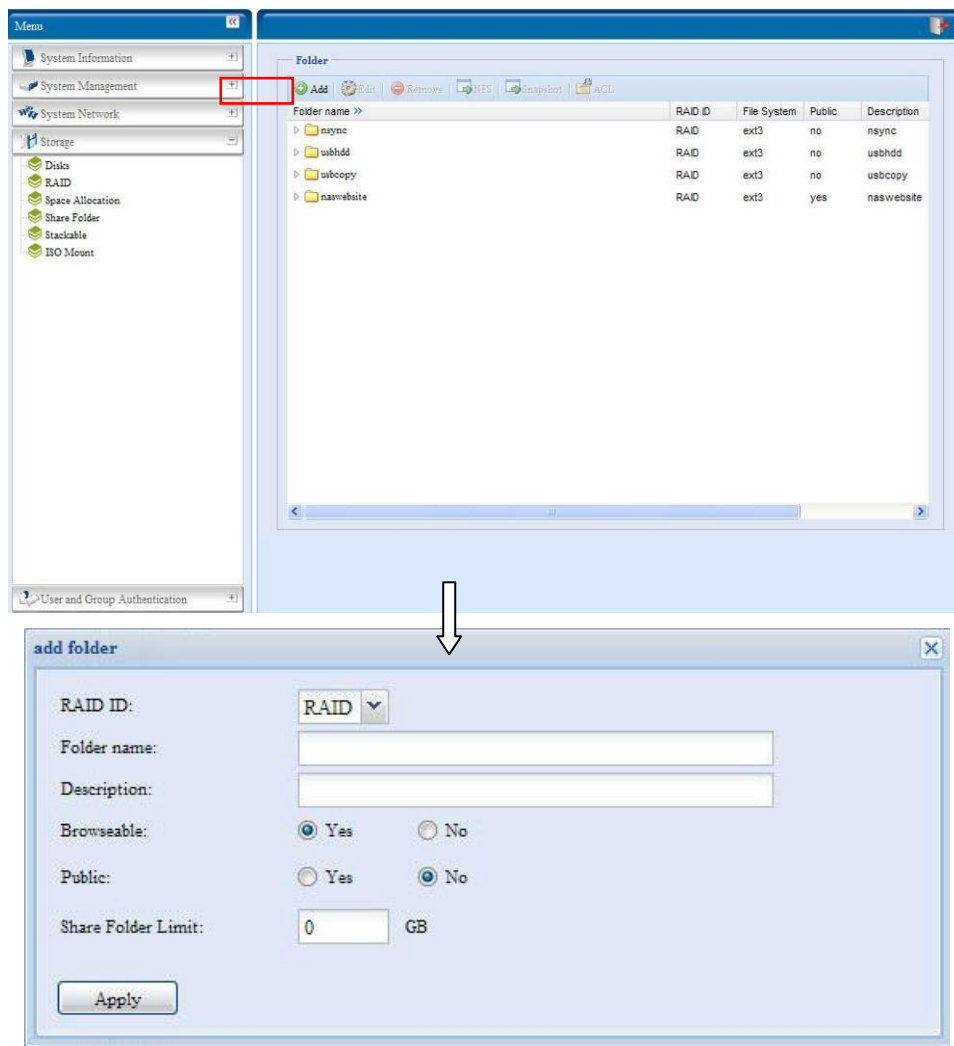 Menu
System Information
System Management
System Network
Storage
Disks
RAID
Space Allocation
Share Folder
Stackable
ISO Mount
User and Group Authentication
Folder
Add Edit Remove NFS Snapshot ACL
Folder name >> RAID ID File System Public Description
nsync RAID ext3 no nsync
usbhdd RAID ext3 no usbhdd
usbcopy RAID ext3 no usbcopy
naswebsite RAID ext3 yes naswebsite
add folder
RAID ID: RAID
Folder name:
Description:
Browseable: Yes No
Public: Yes No
Share Folder Limit: 0 GB
Apply